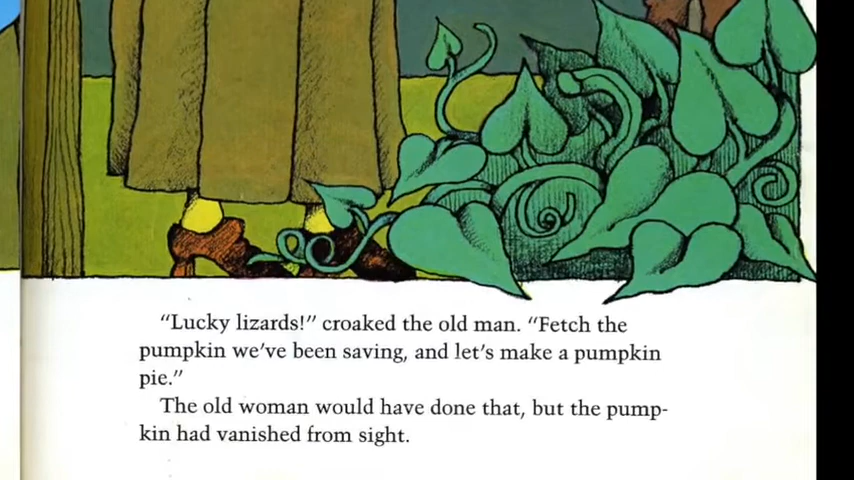 “Lucky lizards!” croaked the old man. “Fetch the
pumpkin we’ve been saving, and let’s make a pumpkin
pie.”
The old woman would have done that, but the pump-
kin had vanished from sight.